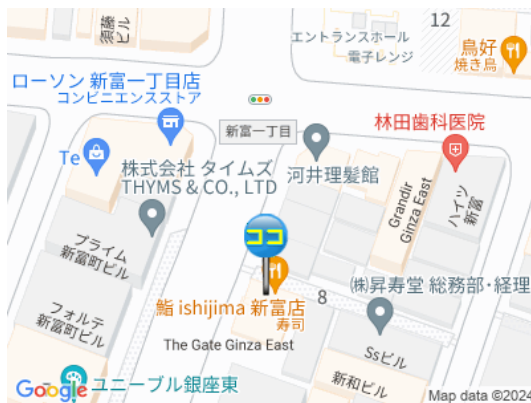 12
須藤
ビル
エントランスホール
電子レンジ
鳥好
焼き鳥
ローソン 新富一丁目店
コンビニエンスストア
新富一丁目
林田歯科医院
Te
株式会社 タイムズ
THYMS & CO., LTD
河井理髪館
Grandir
Ginza East
ハイツ
新富
プライム
新富町ビル
ココ
鮨 ishijima 新富店
寿司
8
㈱昇寿堂 総務部・経理
フォルテ
新富町ビル
The Gate Ginza East
Ssビル
新和ビル
Google
ユニーブル銀座東
Map data ©2024